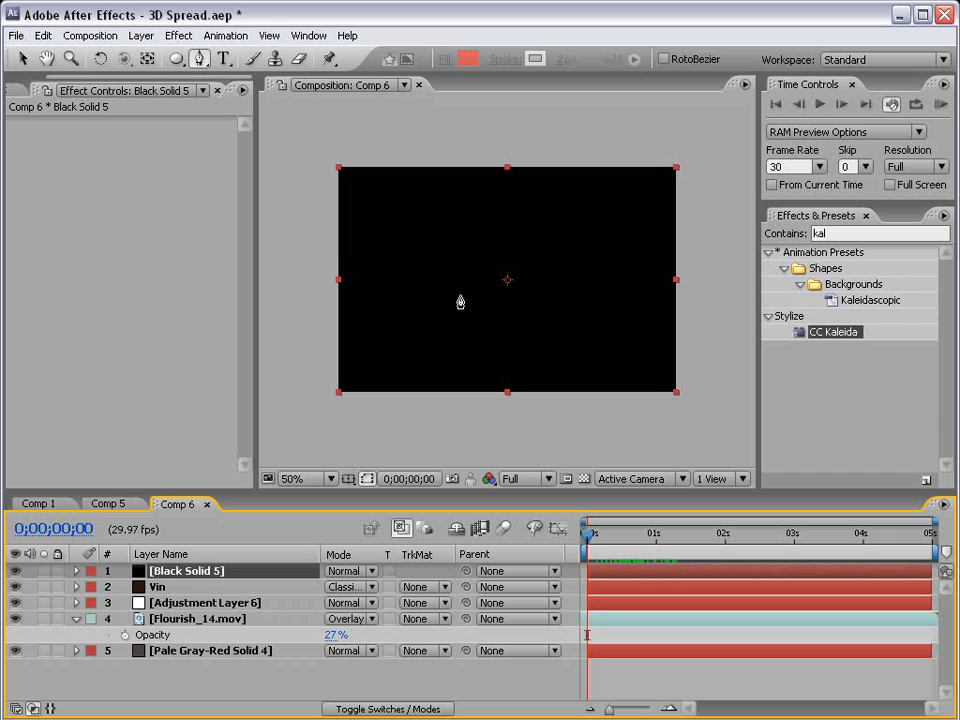 Adobe After Effects - 3D Spread.aep *
File Edit Composition Layer Effect Animation View Window Help
Fill: Stroke: 2px Add: RotoBezier Workspace: Standard
Effect Controls: Black Solid 5
Comp 6 * Black Solid 5
Composition: Comp 6
Time Controls
RAM Preview Options
Frame Rate Skip Resolution
30 0 Full
From Current Time Full Screen
Effects & Presets
Contains: kal
* Animation Presets
Shapes
Backgrounds
Kaleidascopic
Stylize
CC Kaleida
50% 0;00;00;00 Full Active Camera 1 View
Comp 1 Comp 5 Comp 6
0;00;00;00 (29.97 fps)
01s 02s 03s 04s 05s
# Layer Name Mode T TrkMat Parent
1 [Black Solid 5] Normal None
2 Vin Classi... None None
3 [Adjustment Layer 6] Normal None None
4 [Flourish_14.mov] Overlay None None
Opacity 27 %
5 [Pale Gray-Red Solid 4] Normal None None
Toggle Switches / Modes